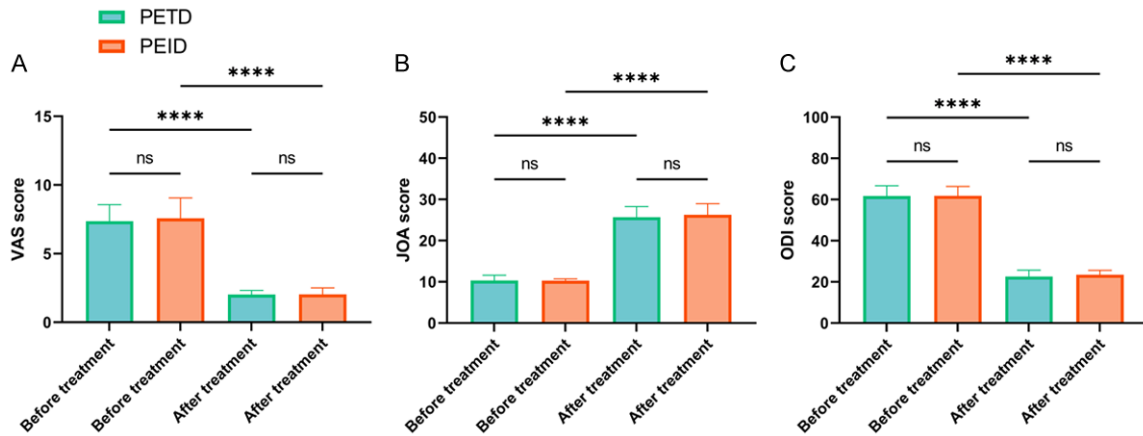 PETD
PEID
A
****
****
ns
ns
VAS score
15
10
5
0
Before treatment
Before treatment
After treatment
After treatment
B
****
****
ns
ns
JOA score
50
40
30
20
10
0
Before treatment
Before treatment
After treatment
After treatment
C
****
****
ns
ns
ODI score
100
80
60
40
20
0
Before treatment
Before treatment
After treatment
After treatment